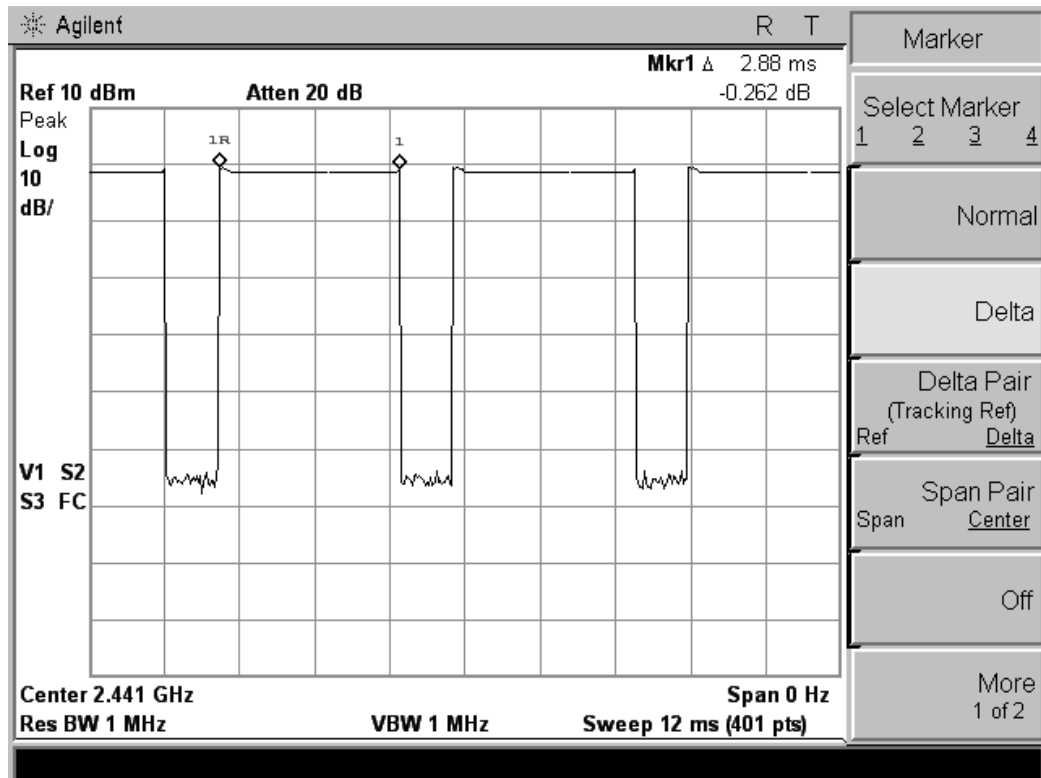 Agilent R T
Mkr1 Δ 2.88 ms
Ref 10 dBm Atten 20 dB -0.262 dB
Peak
Log
10
dB/
1R 1
V1 S2
S3 FC
Center 2.441 GHz Span 0 Hz
Res BW 1 MHz VBW 1 MHz Sweep 12 ms (401 pts)
Marker
Select Marker
1 2 3 4
Normal
Delta
Delta Pair
(Tracking Ref)
Ref Delta
Span Pair
Span Center
Off
More
1 of 2